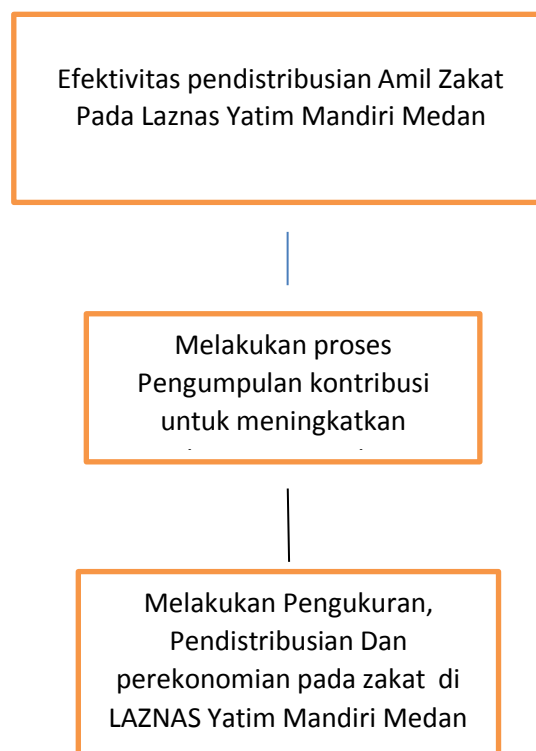 Efektivitas pendistribusian Amil Zakat
Pada Laznas Yatim Mandiri Medan
Melakukan proses
Pengumpulan kontribusi
untuk meningkatkan
Melakukan Pengukuran,
Pendistribusian Dan
perekonomian pada zakat di
LAZNAS Yatim Mandiri Medan